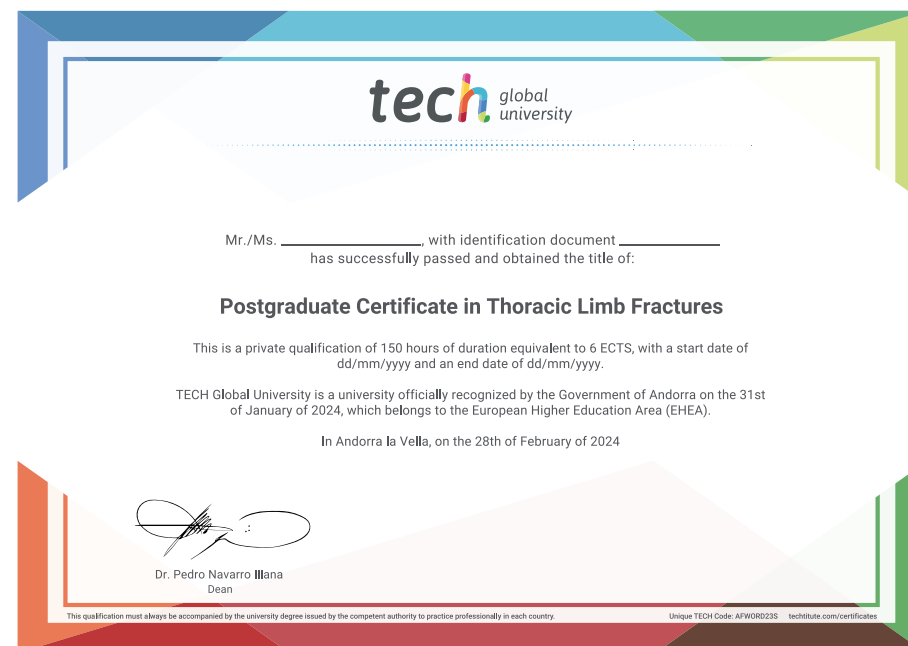 tech global university
Mr./Ms. ____________________, with identification document ______________
has successfully passed and obtained the title of:
Postgraduate Certificate in Thoracic Limb Fractures
This is a private qualification of 150 hours of duration equivalent to 6 ECTS, with a start date of
dd/mm/yyyy and an end date of dd/mm/yyyy.
TECH Global University is a university officially recognized by the Government of Andorra on the 31st
of January of 2024, which belongs to the European Higher Education Area (EHEA).
In Andorra la Vella, on the 28th of February of 2024
Dr. Pedro Navarro Illana
Dean
This qualification must always be accompanied by the university degree issued by the competent authority to practice professionally in each country.
Unique TECH Code: AFWORD23S techtitute.com/certificates